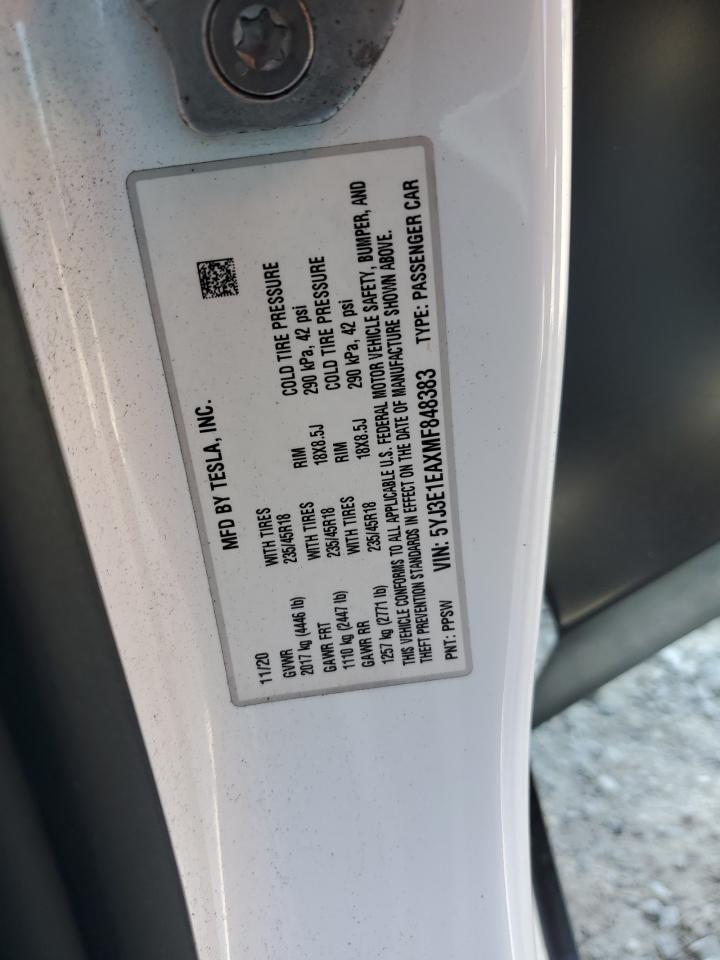 MFD BY TESLA, INC.
11/20
GVWR WITH TIRES RIM COLD TIRE PRESSURE
2017 kg (4446 lb) 235/45R18 18X8.5J 290 kPa, 42 psi
GAWR FRT WITH TIRES RIM COLD TIRE PRESSURE
1110 kg (2447 lb) 235/45R18 18X8.5J 290 kPa, 42 psi
GAWR RR WITH TIRES
1257 kg (2771 lb) 235/45R18
THIS VEHICLE CONFORMS TO ALL APPLICABLE U.S. FEDERAL MOTOR VEHICLE SAFETY, BUMPER, AND
THEFT PREVENTION STANDARDS IN EFFECT ON THE DATE OF MANUFACTURE SHOWN ABOVE.
PNT: PPSW VIN: 5YJ3E1EAXMF848383 TYPE: PASSENGER CAR